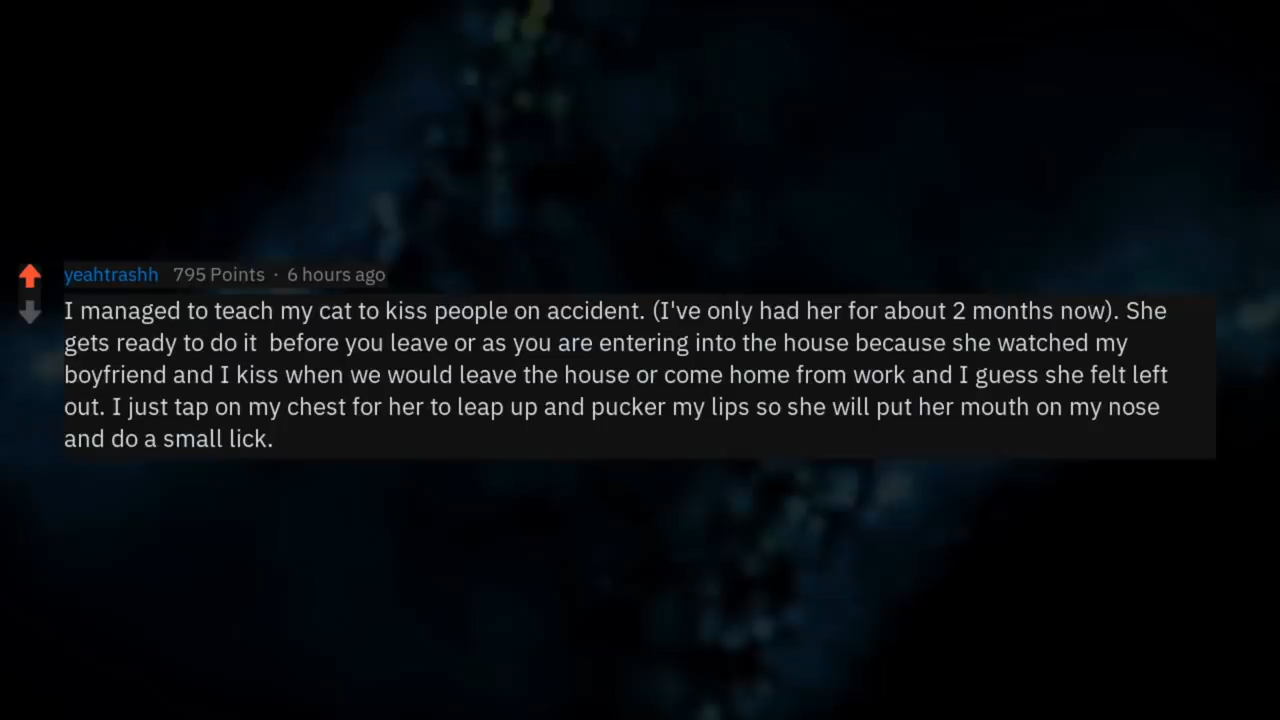 yeahtrashh 795 Points · 6 hours ago
I managed to teach my cat to kiss people on accident. (I've only had her for about 2 months now). She
gets ready to do it  before you leave or as you are entering into the house because she watched my
boyfriend and I kiss when we would leave the house or come home from work and I guess she felt left
out. I just tap on my chest for her to leap up and pucker my lips so she will put her mouth on my nose
and do a small lick.